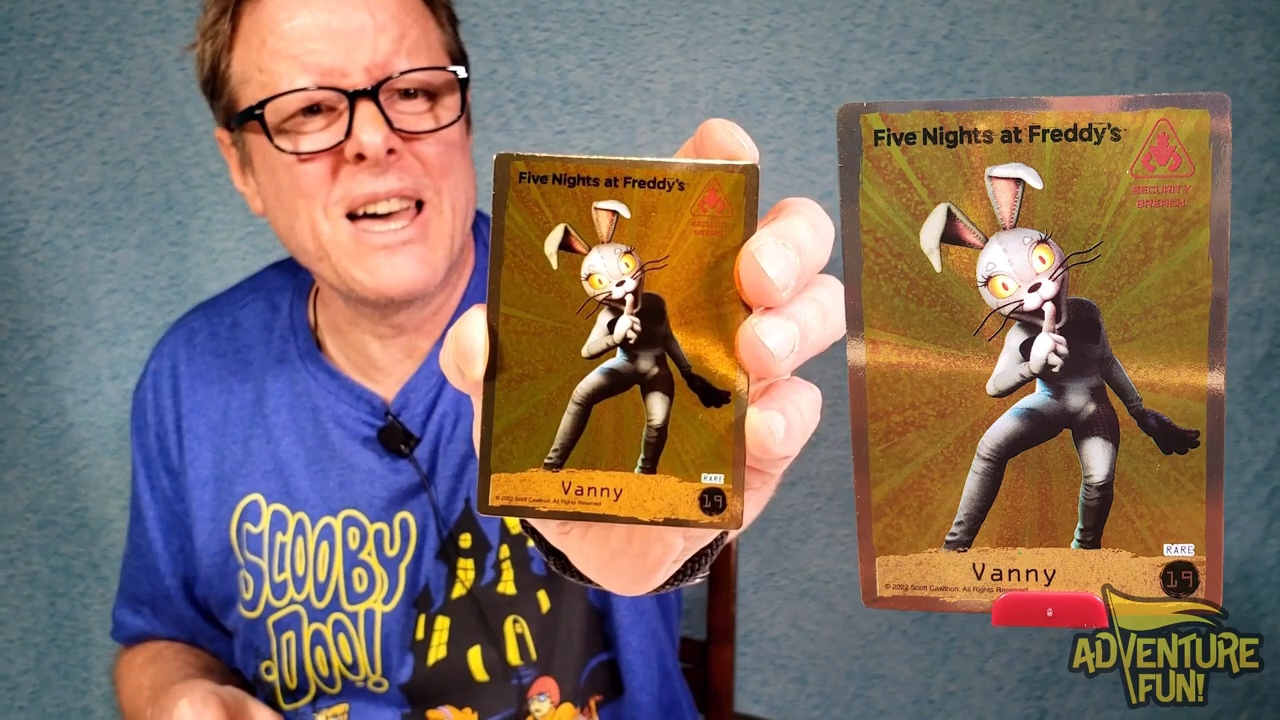 Five Nights at Freddy's
SECURITY
BREACH
Vanny
RARE
19
© 2022 Scott Cawthon. All Rights Reserved
Five Nights at Freddy's™
SECURITY
BREACH
Vanny
RARE
19
© 2022 Scott Cawthon. All Rights Reserved
SCOOBY
-DOO!
ADVENTURE
FUN!